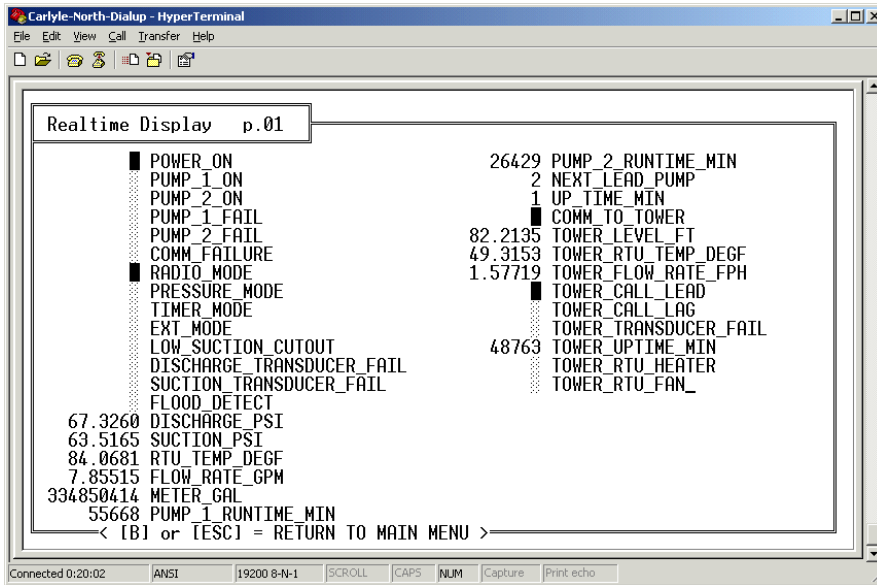 Carlyle-North-Dialup - HyperTerminal
File Edit View Call Transfer Help
Realtime Display p.01
POWER_ON
PUMP_1_ON
PUMP_2_ON
PUMP_1_FAIL
PUMP_2_FAIL
COMM_FAILURE
RADIO_MODE
PRESSURE_MODE
TIMER_MODE
EXT_MODE
LOW_SUCTION_CUTOUT
DISCHARGE_TRANSDUCER_FAIL
SUCTION_TRANSDUCER_FAIL
FLOOD_DETECT
67.3260 DISCHARGE_PSI
63.5165 SUCTION_PSI
84.0681 RTU_TEMP_DEGF
7.85515 FLOW_RATE_GPM
334850414 METER_GAL
55668 PUMP_1_RUNTIME_MIN
26429 PUMP_2_RUNTIME_MIN
2 NEXT_LEAD_PUMP
1 UP_TIME_MIN
COMM_TO_TOWER
82.2135 TOWER_LEVEL_FT
49.3153 TOWER_RTU_TEMP_DEGF
1.57719 TOWER_FLOW_RATE_FPH
TOWER_CALL_LEAD
TOWER_CALL_LAG
TOWER_TRANSDUCER_FAIL
48763 TOWER_UPTIME_MIN
TOWER_RTU_HEATER
TOWER_RTU_FAN_
< [B] or [ESC] = RETURN TO MAIN MENU >
Connected 0:20:02 ANSI 19200 8-N-1 SCROLL CAPS NUM Capture Print echo